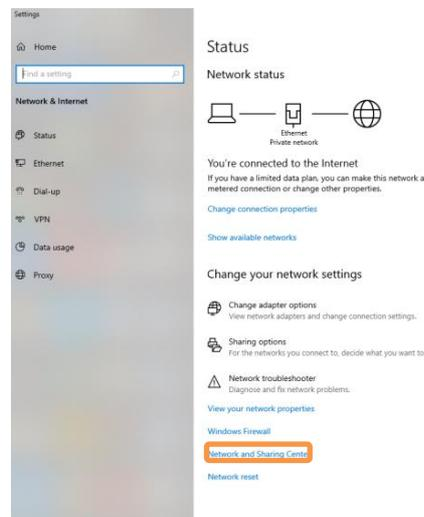 Settings
Home
Find a setting
Network & Internet
Status
Ethernet
Dial-up
VPN
Data usage
Proxy
Status
Network status
Ethernet
Private network
You're connected to the Internet
If you have a limited data plan, you can make this network a
metered connection or change other properties.
Change connection properties
Show available networks
Change your network settings
Change adapter options
View network adapters and change connection settings.
Sharing options
For the networks you connect to, decide what you want to
Network troubleshooter
Diagnose and fix network problems.
View your network properties
Windows Firewall
Network and Sharing Center
Network reset